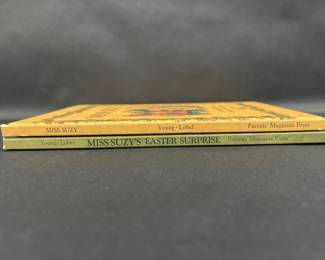 MISS SUZY Young · Lobel Parents' Magazine Press
Young · Lobel MISS SUZY'S EASTER SURPRISE Parents' Magazine Press